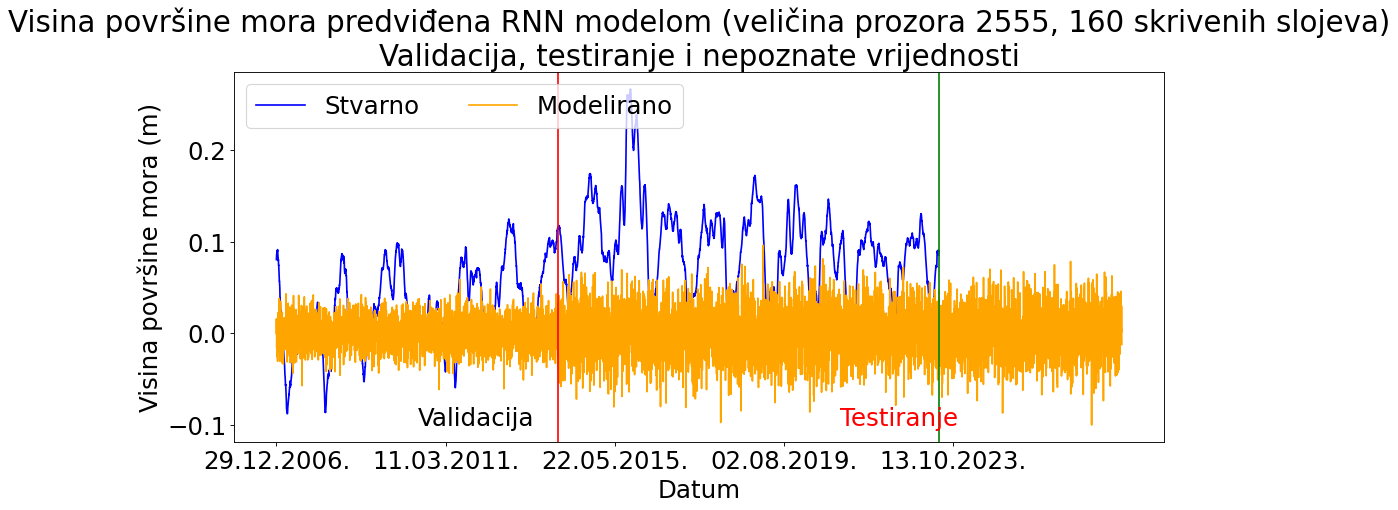 Visina površine mora predviđena RNN modelom (veličina prozora 2555, 160 skrivenih slojeva)
Validacija, testiranje i nepoznate vrijednosti
Stvarno Modelirano
Visina površine mora (m)
0.2
0.1
0.0
−0.1
Validacija Testiranje
29.12.2006. 11.03.2011. 22.05.2015. 02.08.2019. 13.10.2023.
Datum